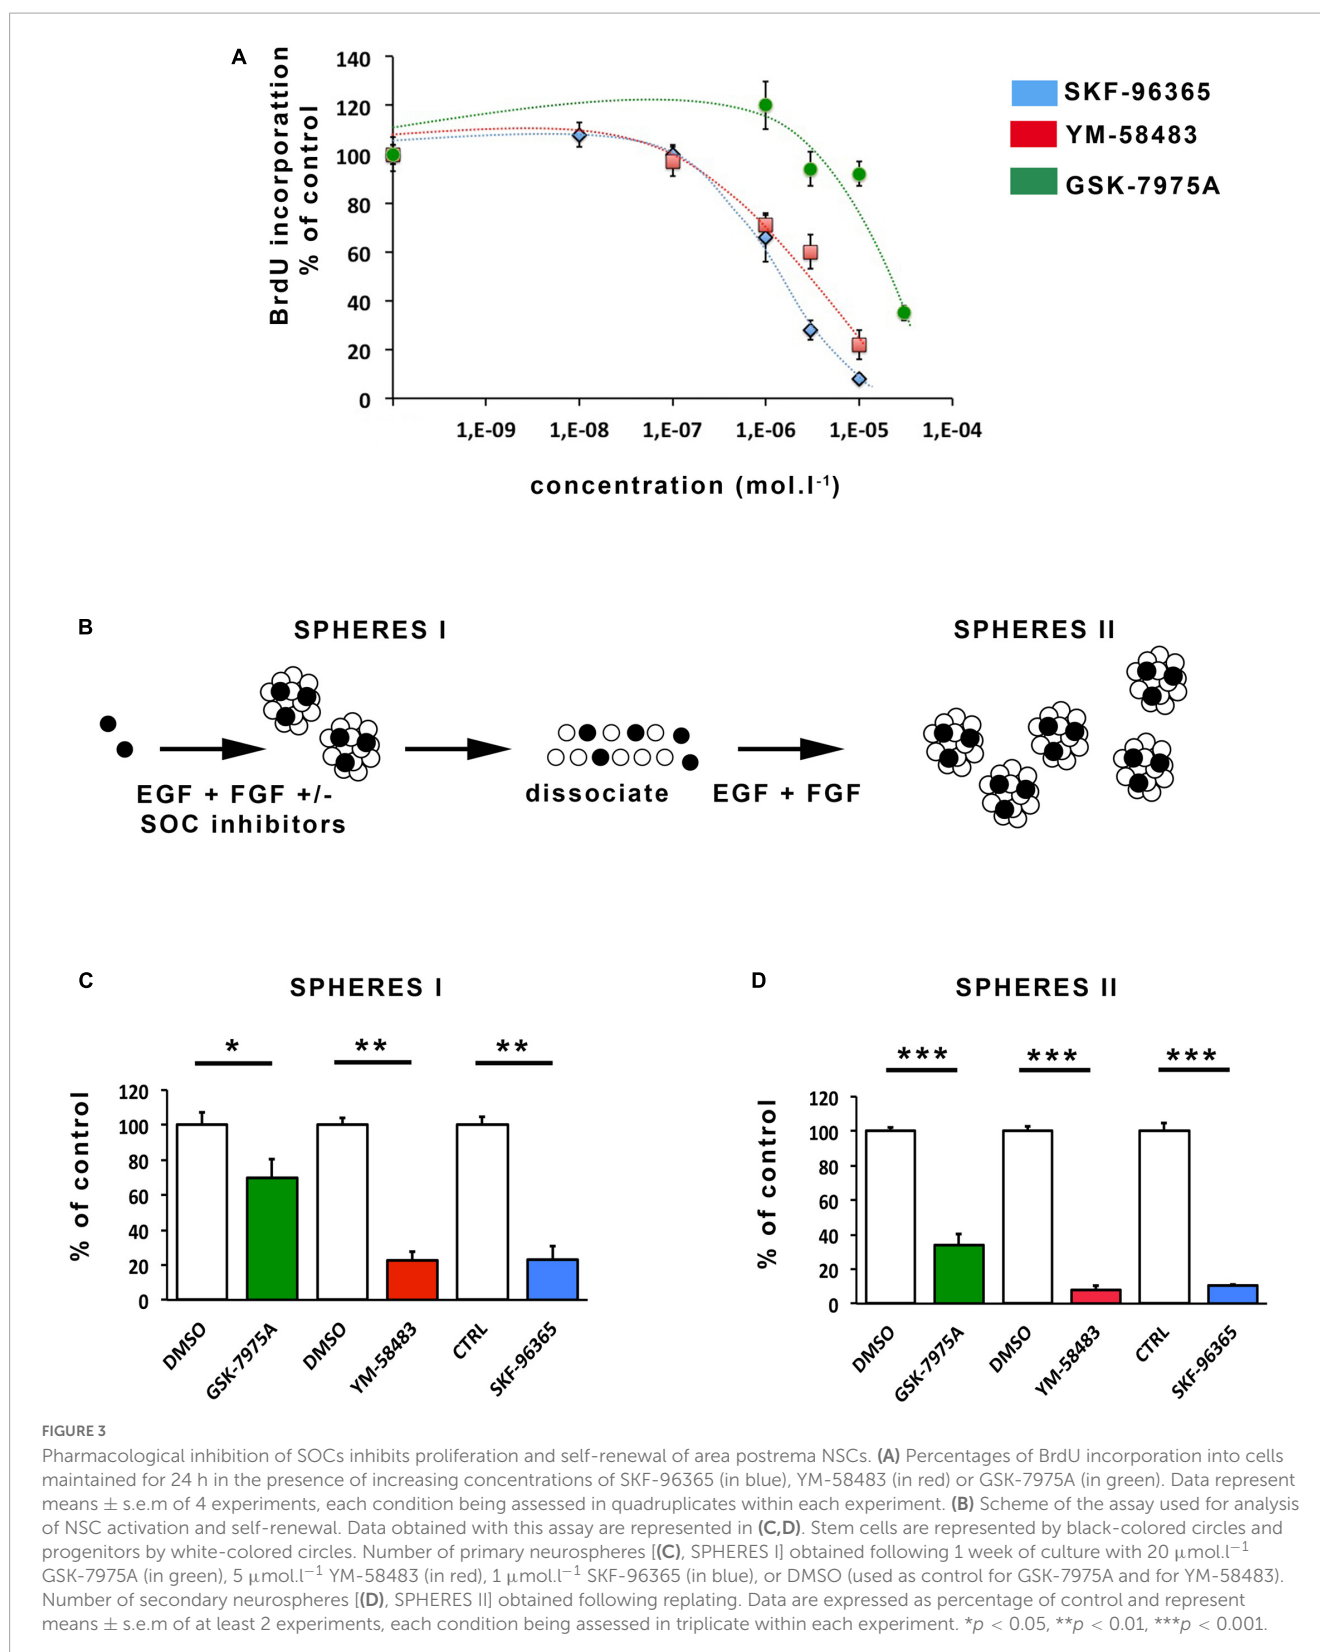 A
BrdU incorporattion
% of control
140
120
100
80
60
40
20
0
1,E-09 1,E-08 1,E-07 1,E-06 1,E-05 1,E-04
concentration (mol.l-1)
SKF-96365
YM-58483
GSK-7975A
B
SPHERES I
SPHERES II
EGF + FGF +/-
SOC inhibitors
dissociate
EGF + FGF
C
SPHERES I
* ** **
% of control
120
100
80
60
40
20
0
DMSO
GSK-7975A
DMSO
YM-58483
CTRL
SKF-96365
D
SPHERES II
*** *** ***
% of control
120
100
80
60
40
20
0
DMSO
GSK-7975A
DMSO
YM-58483
CTRL
SKF-96365
FIGURE 3
Pharmacological inhibition of SOCs inhibits proliferation and self-renewal of area postrema NSCs. (A) Percentages of BrdU incorporation into cells
maintained for 24 h in the presence of increasing concentrations of SKF-96365 (in blue), YM-58483 (in red) or GSK-7975A (in green). Data represent
means ± s.e.m of 4 experiments, each condition being assessed in quadruplicates within each experiment. (B) Scheme of the assay used for analysis
of NSC activation and self-renewal. Data obtained with this assay are represented in (C,D). Stem cells are represented by black-colored circles and
progenitors by white-colored circles. Number of primary neurospheres [(C), SPHERES I] obtained following 1 week of culture with 20 μmol.l−1
GSK-7975A (in green), 5 μmol.l−1 YM-58483 (in red), 1 μmol.l−1 SKF-96365 (in blue), or DMSO (used as control for GSK-7975A and for YM-58483).
Number of secondary neurospheres [(D), SPHERES II] obtained following replating. Data are expressed as percentage of control and represent
means ± s.e.m of at least 2 experiments, each condition being assessed in triplicate within each experiment. *p < 0.05, **p < 0.01, ***p < 0.001.